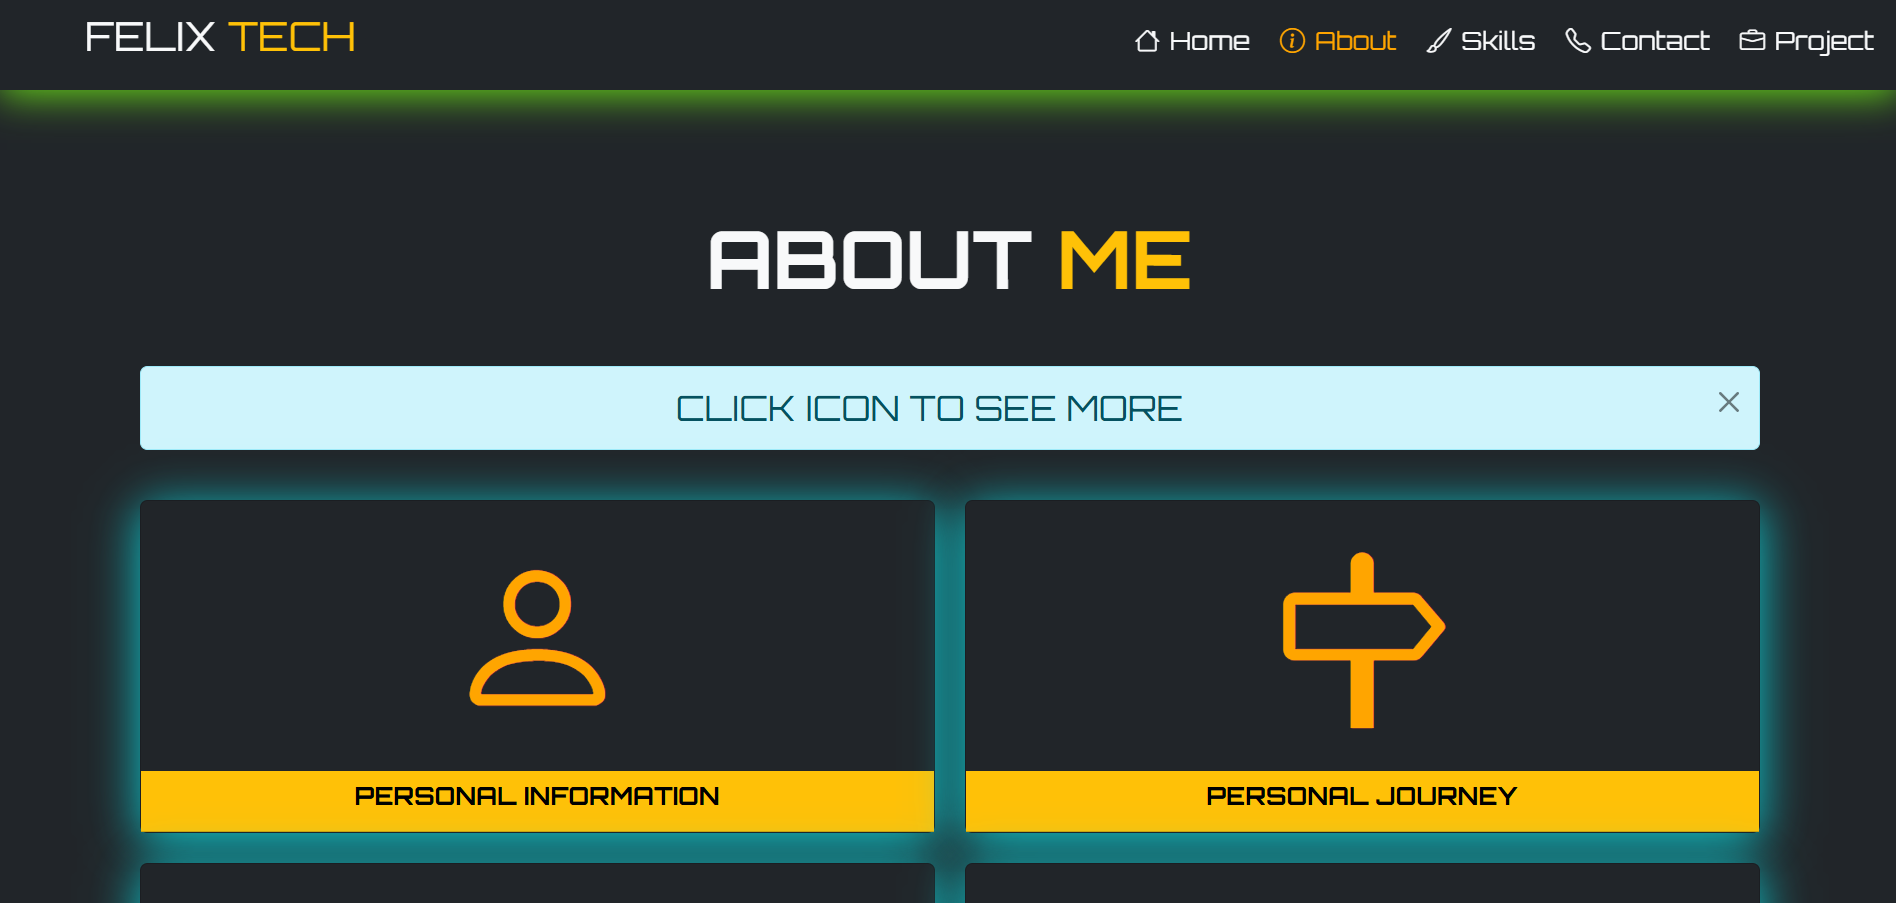 FELIX TECH
Home About Skills Contact Project
ABOUT ME
CLICK ICON TO SEE MORE
PERSONAL INFORMATION
PERSONAL JOURNEY